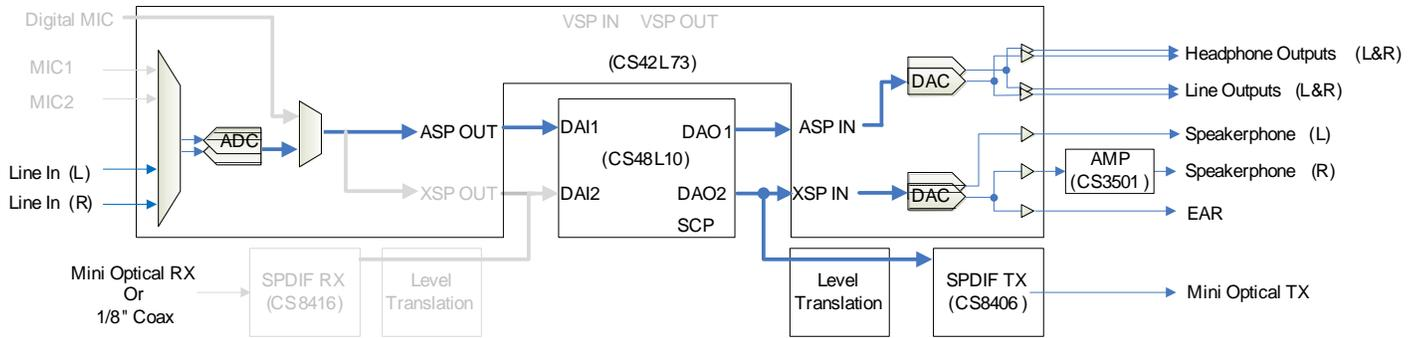 Digital MIC
VSP IN VSP OUT
MIC1
MIC2
(CS42L73)
DAC
Headphone Outputs (L&R)
Line Outputs (L&R)
ADC
ASP OUT
DAI1
DAO1
ASP IN
(CS48L10)
Speakerphone (L)
AMP
(CS3501)
Speakerphone (R)
Line In (L)
Line In (R)
XSP OUT
DAI2
DAO2
XSP IN
DAC
SCP
EAR
Mini Optical RX
Or
1/8" Coax
SPDIF RX
(CS8416)
Level
Translation
Level
Translation
SPDIF TX
(CS8406)
Mini Optical TX